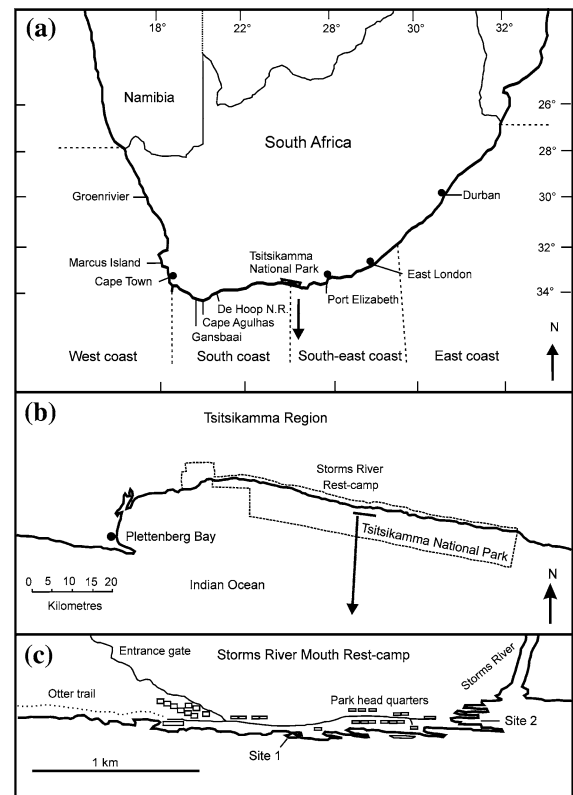 (a)
18° 22° 28° 32°
Namibia
South Africa
26°
28°
30°
32°
34°
Groenrivier
Durban
Marcus Island
Cape Town
Tsitsikamma
National Park
East London
Port Elizabeth
De Hoop N.R.
Cape Agulhas
Gansbaai
West coast South coast South-east coast East coast
N
(b)
Tsitsikamma Region
Storms River
Rest-camp
Plettenberg Bay
Tsitsikamma National Park
0 5 10 15 20
Kilometres
Indian Ocean
N
(c)
Entrance gate
Storms River Mouth Rest-camp
Storms River
Otter trail
Park head quarters
Site 2
Site 1
1 km